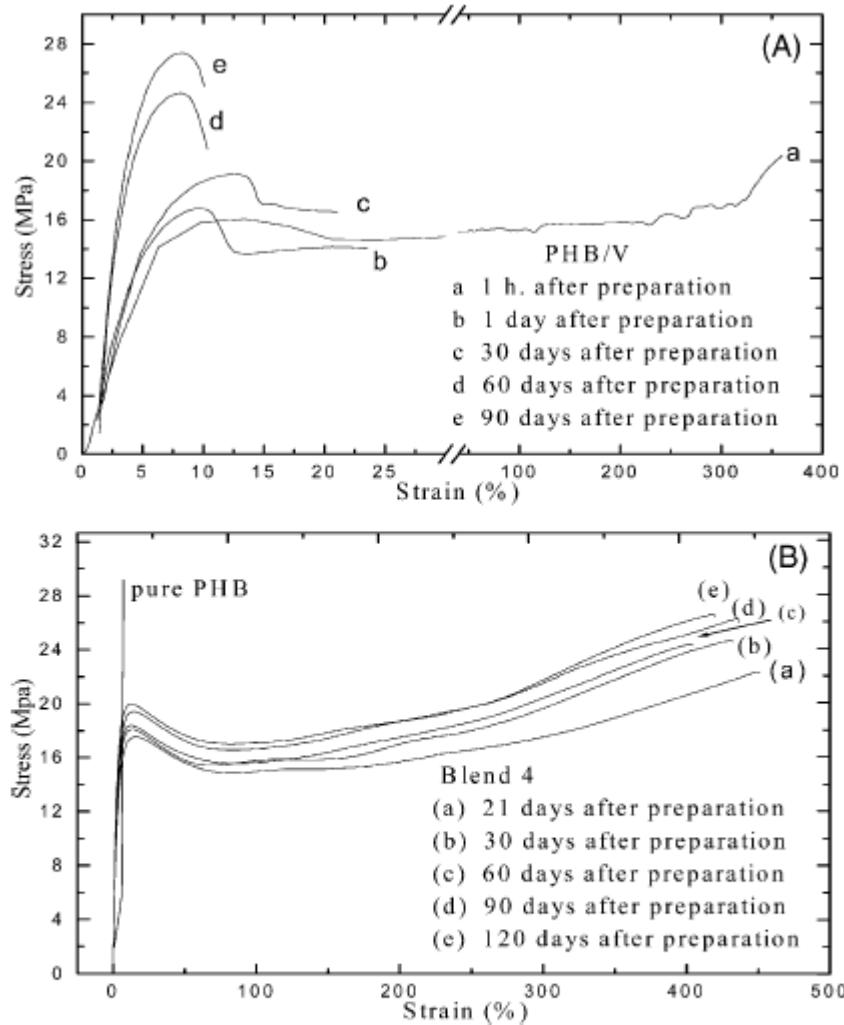 (A)
28
24
20
16
12
8
4
0
Stress (MPa)
e
d
c
b
a
PHB/V
a 1 h. after preparation
b 1 day after preparation
c 30 days after preparation
d 60 days after preparation
e 90 days after preparation
0 5 10 15 20 25 100 200 300 400
Strain (%)
(B)
32
28
24
20
16
12
8
4
0
Stress (Mpa)
pure PHB
(e)
(d)
(c)
(b)
(a)
Blend 4
(a) 21 days after preparation
(b) 30 days after preparation
(c) 60 days after preparation
(d) 90 days after preparation
(e) 120 days after preparation
0 100 200 300 400 500
Strain (%)